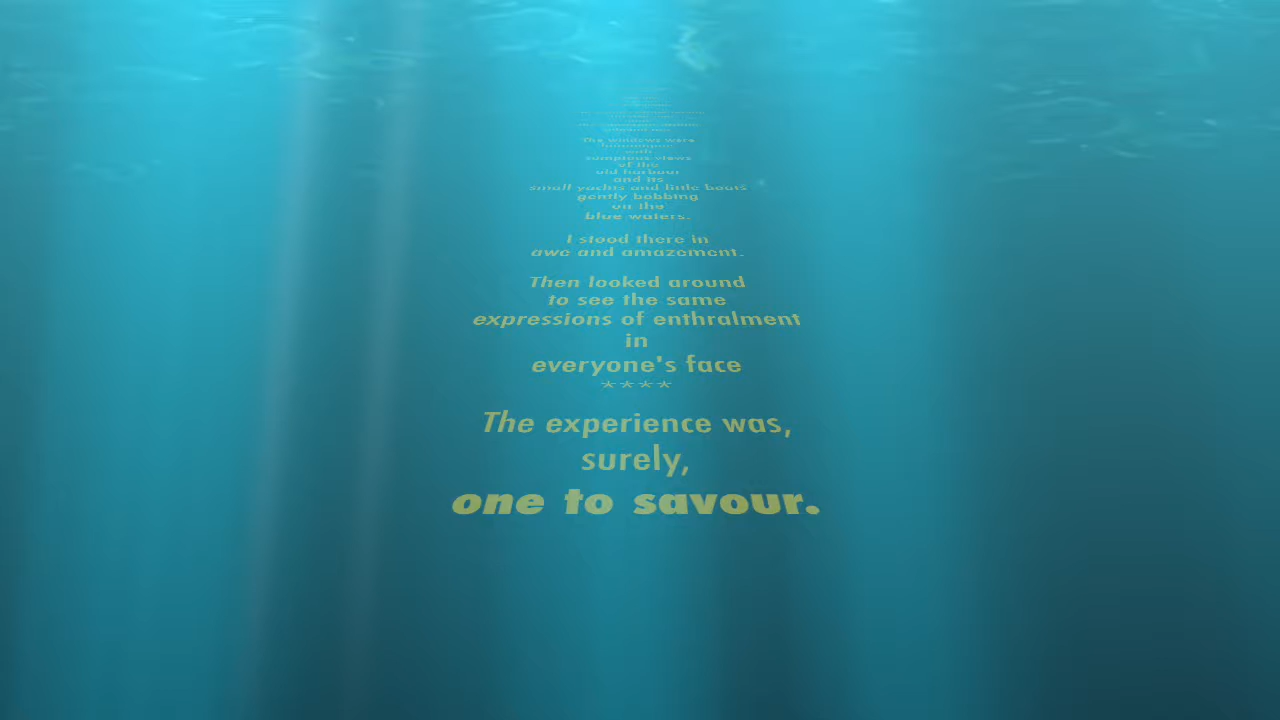 The windows were
with
sumptous views
of the
old harbour
and its
small yachts and little boats
gently bobbing
on the
blue waters.
I stood there in
awe and amazement.
Then looked around
to see the same
expressions of enthralment
in
everyone's face
****
The experience was,
surely,
one to savour.